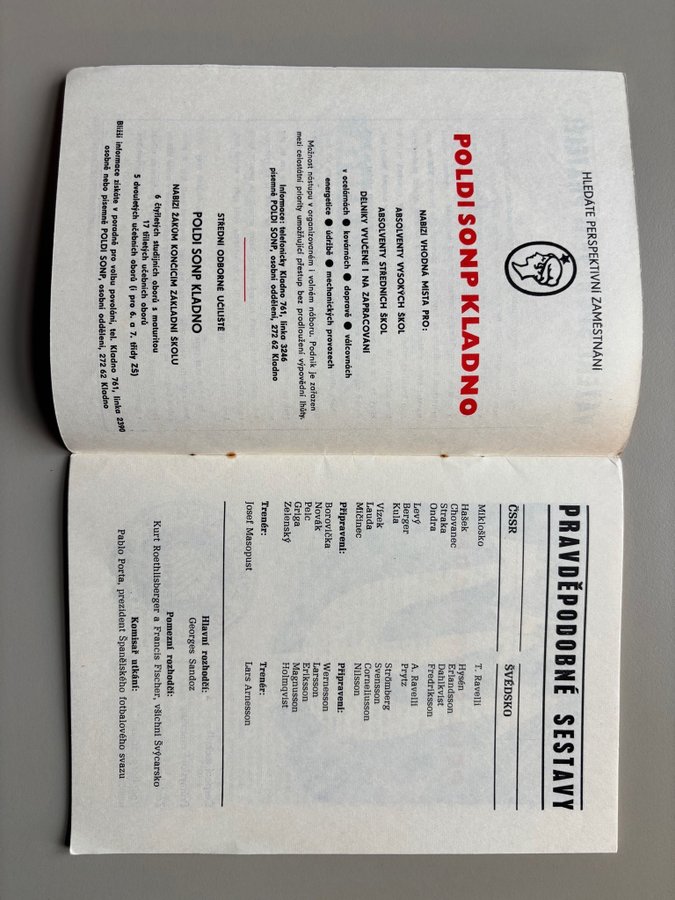 HLEDÁTE PERSPEKTIVNÍ ZAMĚSTNÁNÍ
POLDI SONP KLADNO
NABÍZÍ VHODNÁ MÍSTA PRO:
ABSOLVENTY VYSOKÝCH ŠKOL
ABSOLVENTY STŘEDNÍCH ŠKOL
DĚLNÍKY VYUČENÉ I NA ZAPRACOVÁNÍ
v ocelárnách ● kovárnách ● dopravě ● válcovnách
energetice ● údržbě ● mechanických provozech
Možnost nástupu v organizovaném i volném náboru. Podnik je zařazen
mezi celostátní priority umožňující přestup bez prodloužení výpovědní lhůty.
Informace: telefonicky Kladno 761, linka 3246
písemně POLDI SONP, osobní oddělení, 272 62 Kladno
STŘEDNÍ ODBORNÉ UČILIŠTĚ
POLDI SONP KLADNO
NABÍZÍ ŽÁKŮM KONČÍCÍM ZÁKLADNÍ ŠKOLU
6 čtyřletých studijních oborů s maturitou
17 tříletých učebních oborů
5 dvouletých učebních oborů (i pro 6. a 7. třídy ZŠ)
Bližší informace získáte v poradně pro volbu povolání, tel. Kladno 761, linka 2390
osobně nebo písemně POLDI SONP, osobní oddělení, 272 62 Kladno
PRAVDĚPODOBNÉ SESTAVY
ČSSR
Mikloško
Hašek
Chovanec
Straka
Ondra
Levý
Berger
Kula
Vízek
Lauda
Mičinec
Připraveni:
Borovička
Novák
Pelc
Griga
Zelenský
Trenér:
Josef Masopust
ŠVÉDSKO
T. Ravelli
Hysén
Erlandsson
Dahlkvist
Fredriksson
A. Ravelli
Prytz
Strömberg
Svensson
Corneliusson
Nilsson
Připraveni:
Wernesson
Larsson
Eriksson
Magnusson
Holmqvist
Trenér:
Lars Arnesson
Hlavní rozhodčí:
Georges Sandoz
Pomezní rozhodčí:
Kurt Roethlisberger a Francis Fischer, všichni Švýcarsko
Komisař utkání:
Pablo Porta, prezident Španělského fotbalového svazu